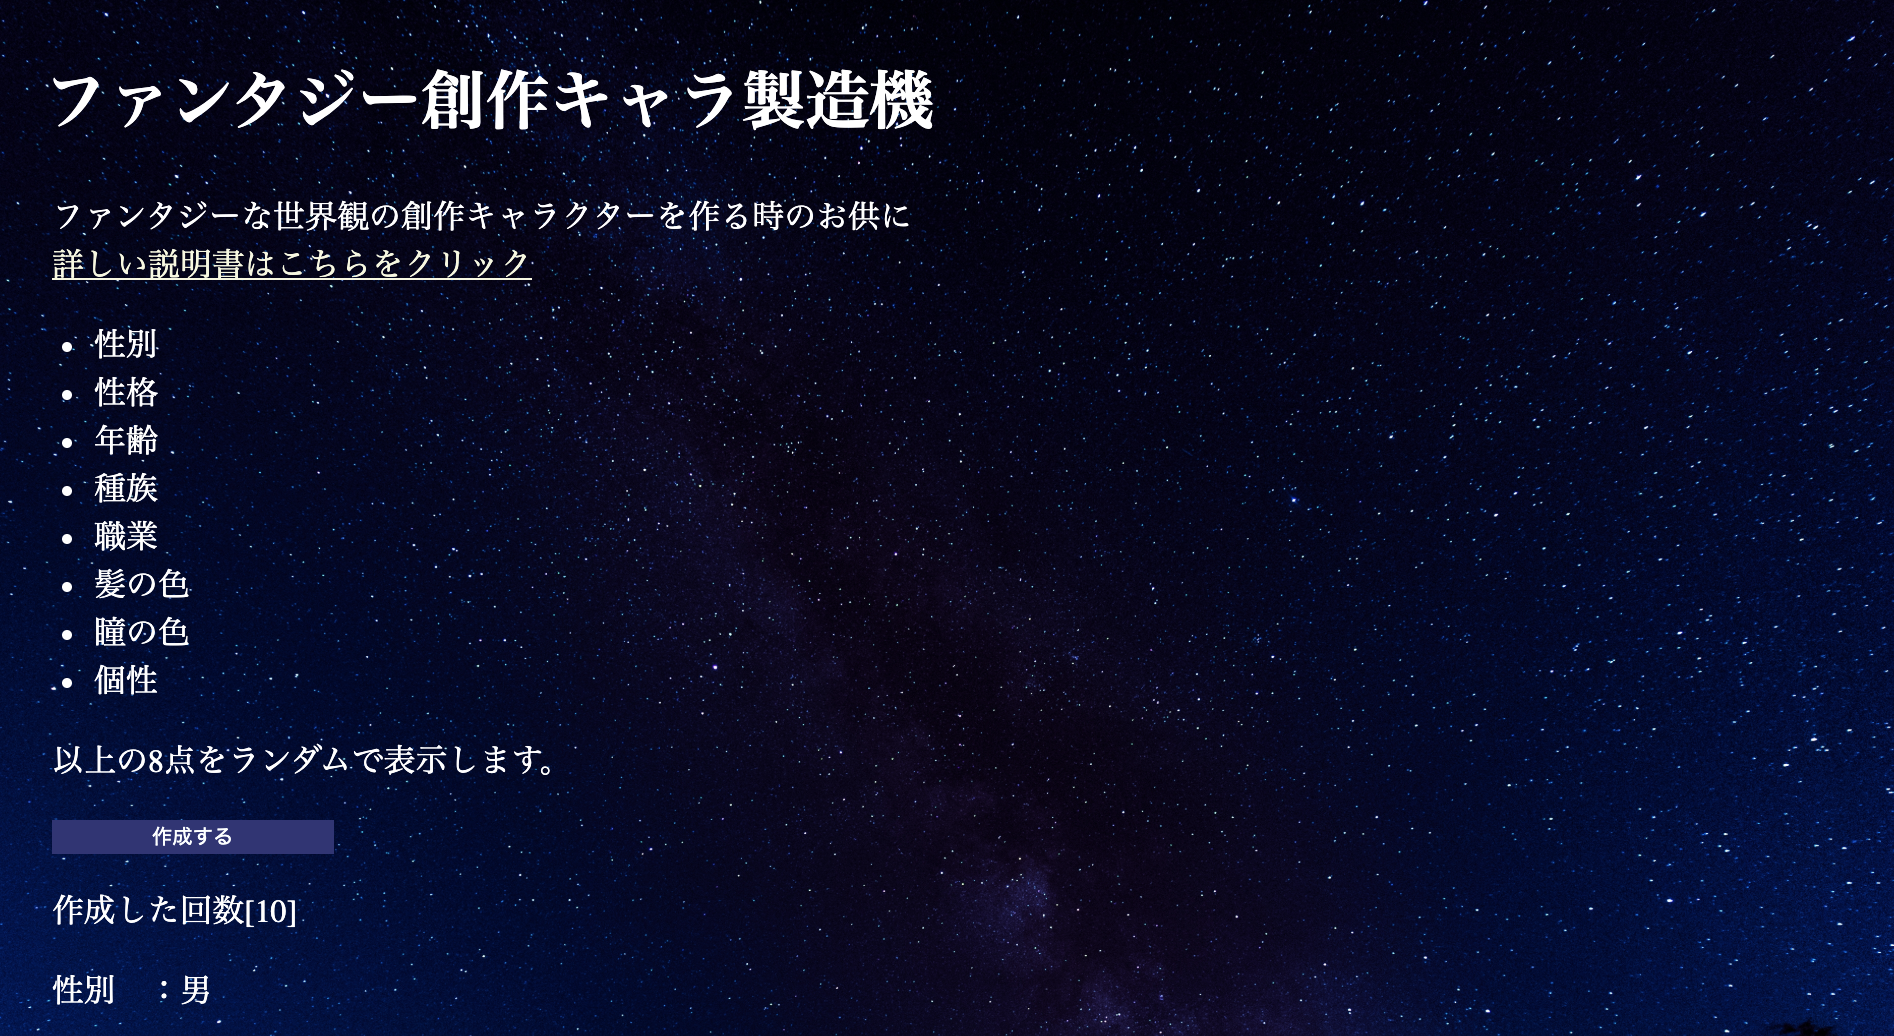 ファンタジー創作キャラ製造機
ファンタジーな世界観の創作キャラクターを作る時のお供に
詳しい説明書はこちらをクリック
• 性別
• 性格
• 年齢
• 種族
• 職業
• 髪の色
• 瞳の色
• 個性
以上の8点をランダムで表示します。
作成する
作成した回数[10]
性別　：男